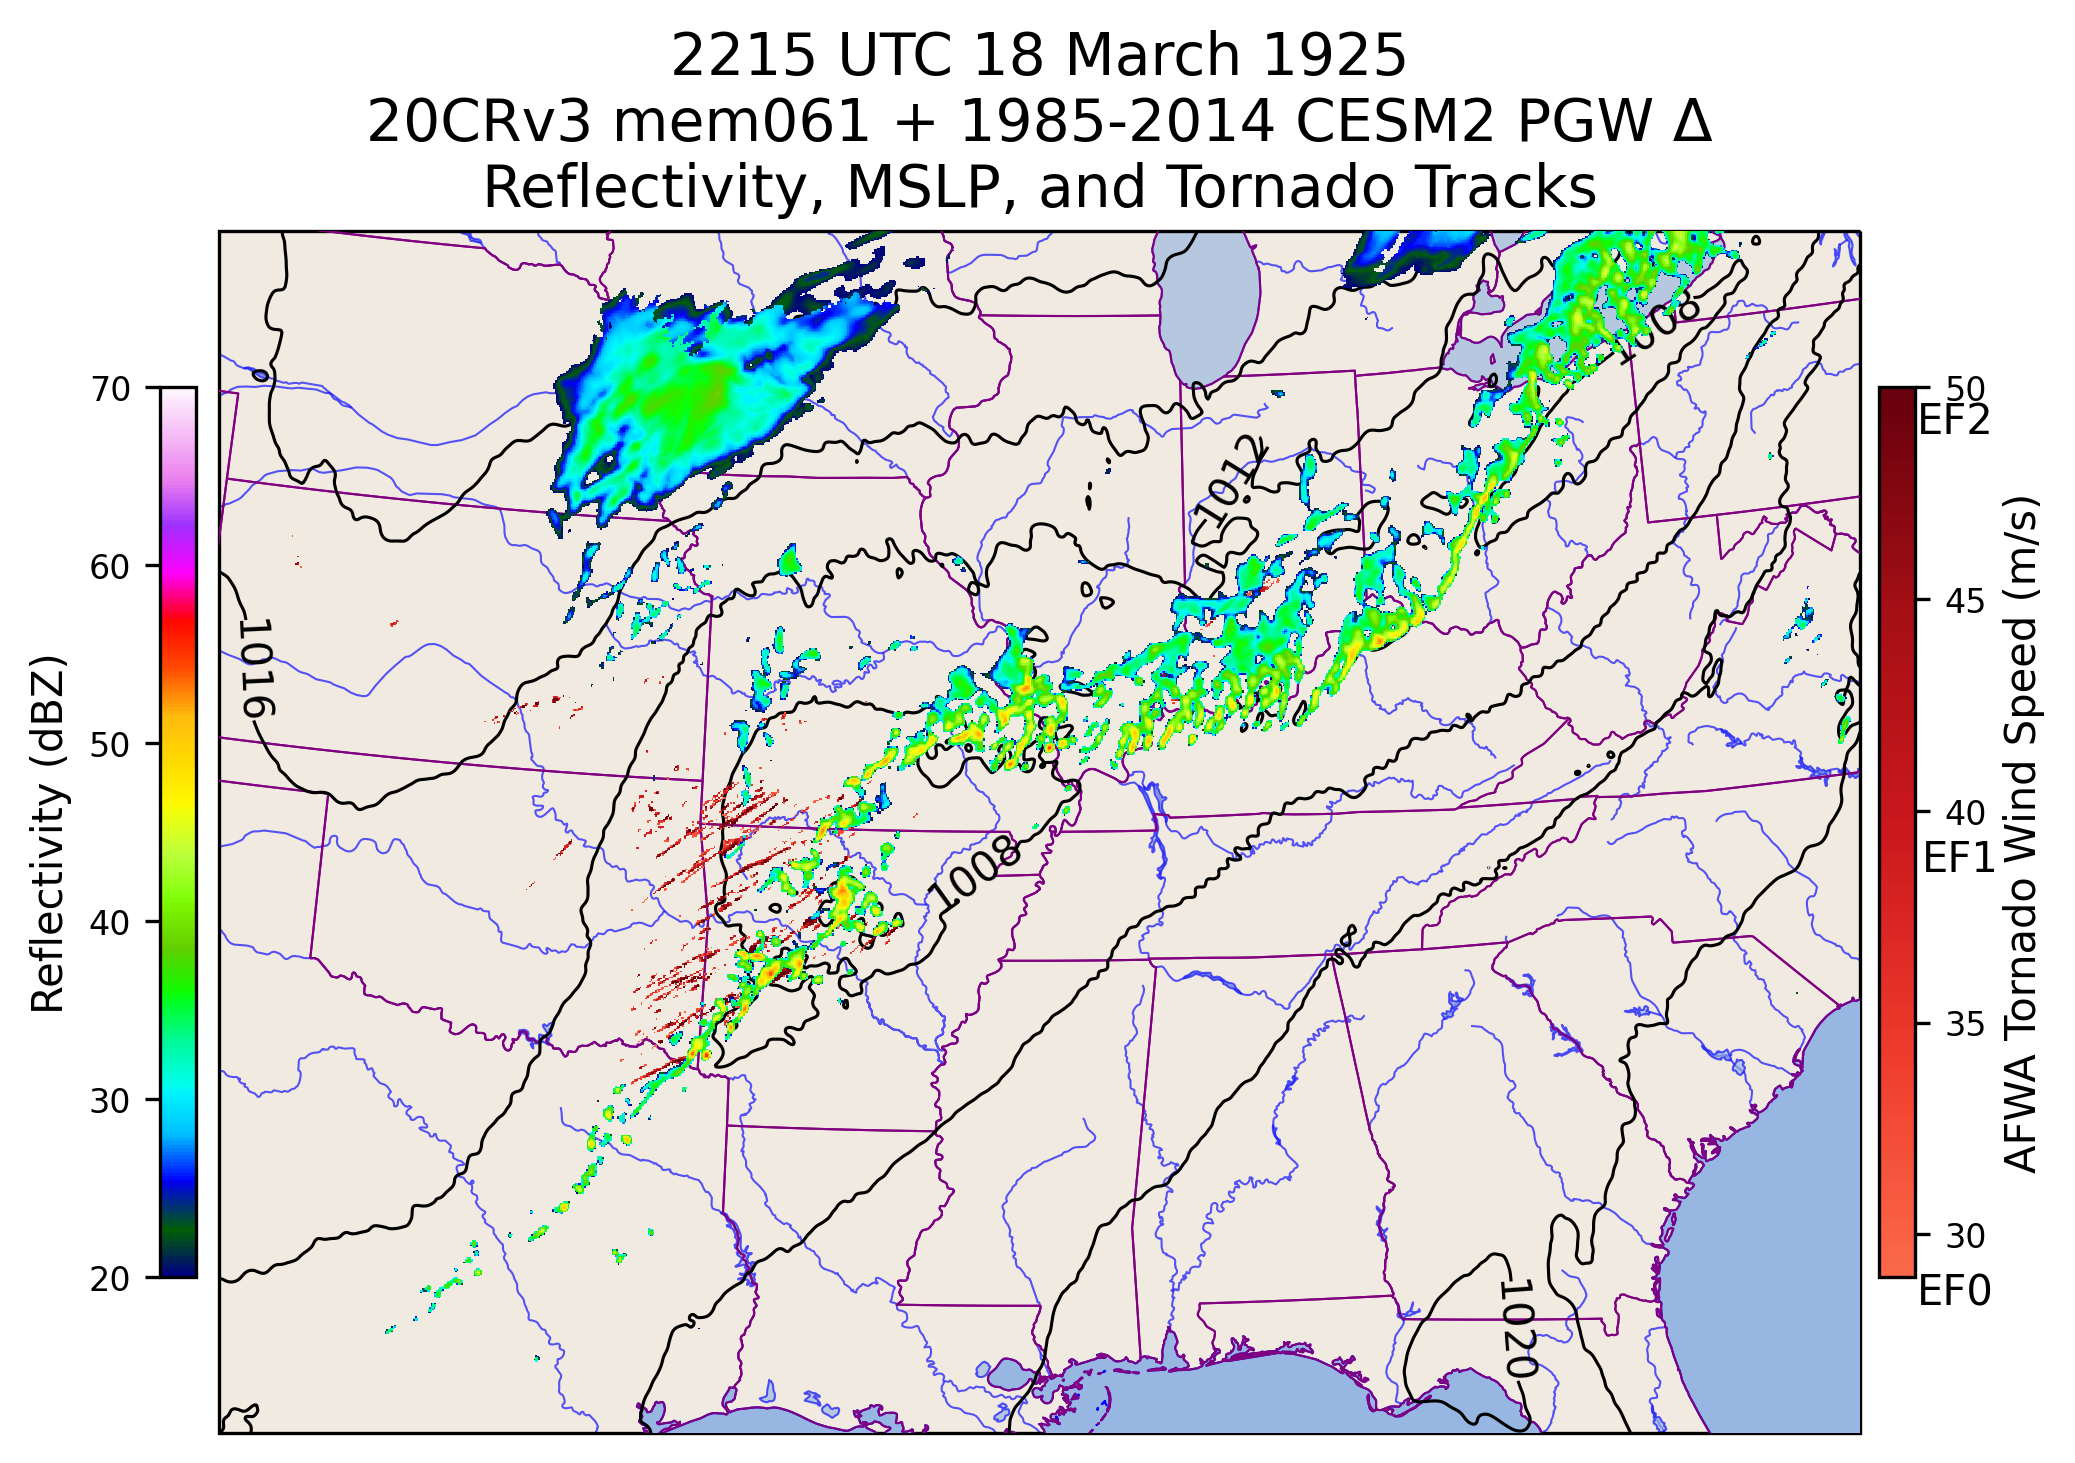 2215 UTC 18 March 1925
20CRv3 mem061 + 1985-2014 CESM2 PGW Δ
Reflectivity, MSLP, and Tornado Tracks
70
60
50
40
30
20
Reflectivity (dBZ)
1008
1012
1016
1008
1020
50
EF2
45
40
EF1
35
30
EF0
AFWA Tornado Wind Speed (m/s)